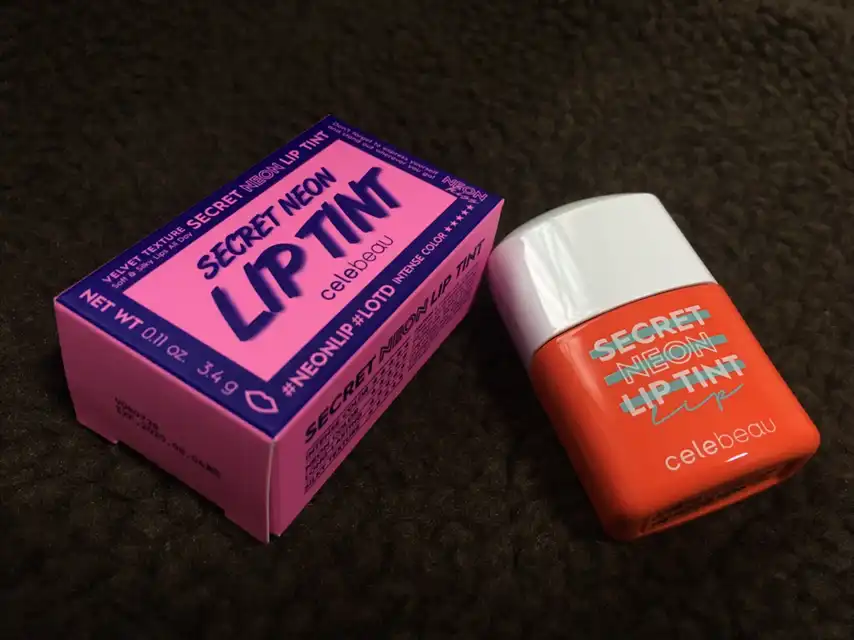 VELVET TEXTURE SECRET NEON LIP TINT
Soft & Silky Lips All Day
NEON
SECRET NEON
LIP TINT
celebeau
NET WT 0.11 oz 3.4 g
#NEONLIP #LOTD INTENSE COLOR ★★★★★
SECRET NEON LIP TINT
SECRET
NEON
LIP TINT
Lip
celebeau